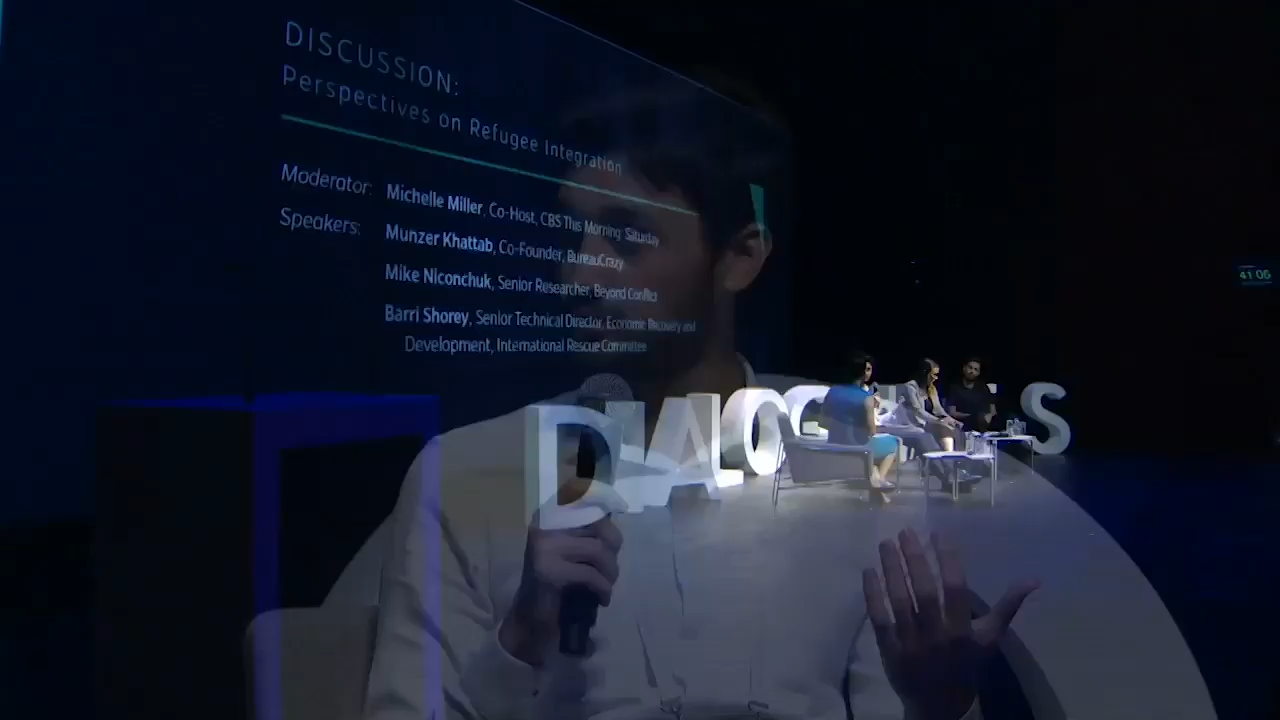 DISCUSSION:
Perspectives on Refugee Integration
Moderator: Michelle Miller, Co-Host, CBS This Morning: Saturday
Speakers: Munzer Khattab, Co-Founder, BureauCrazy
Mike Niconchuk, Senior Researcher, Beyond Conflict
Barri Shorey, Senior Technical Director, Economic Recovery and
Development, International Rescue Committee
41 05
DIALOG S